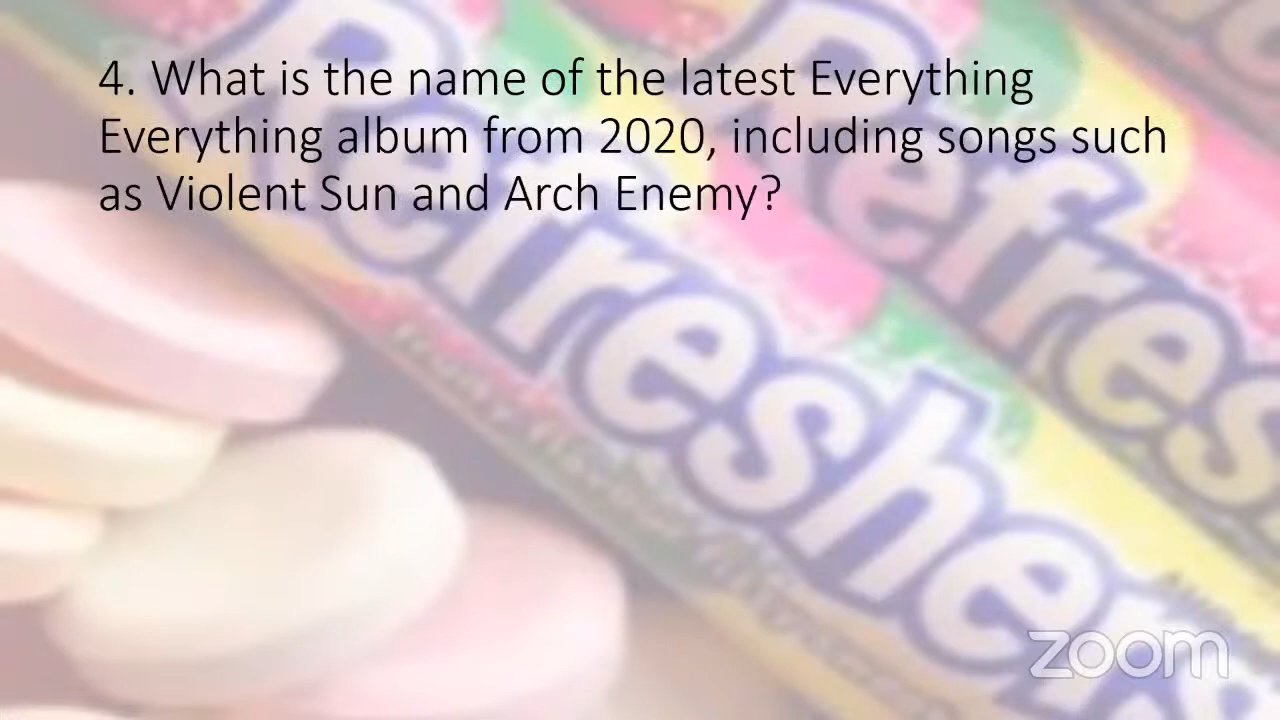 4. What is the name of the latest Everything
Everything album from 2020, including songs such
as Violent Sun and Arch Enemy?
Refreshers
Refres
zoom